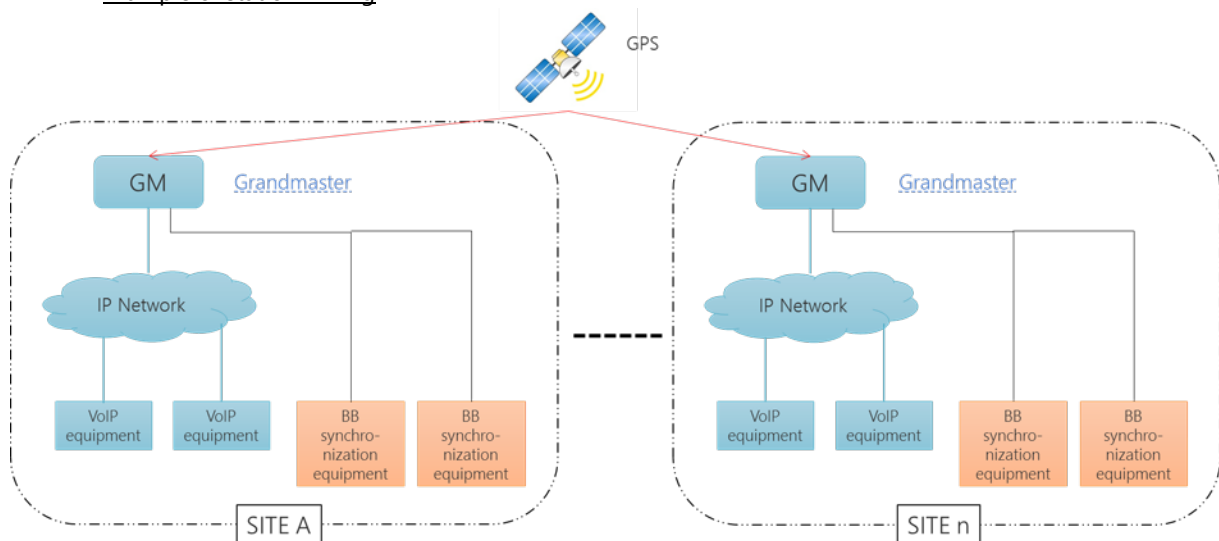 GPS
GM
Grandmaster
IP Network
VoIP
equipment
VoIP
equipment
BB
synchro-
nization
equipment
BB
synchro-
nization
equipment
SITE A
GM
Grandmaster
IP Network
VoIP
equipment
VoIP
equipment
BB
synchro-
nization
equipment
BB
synchro-
nization
equipment
SITE n